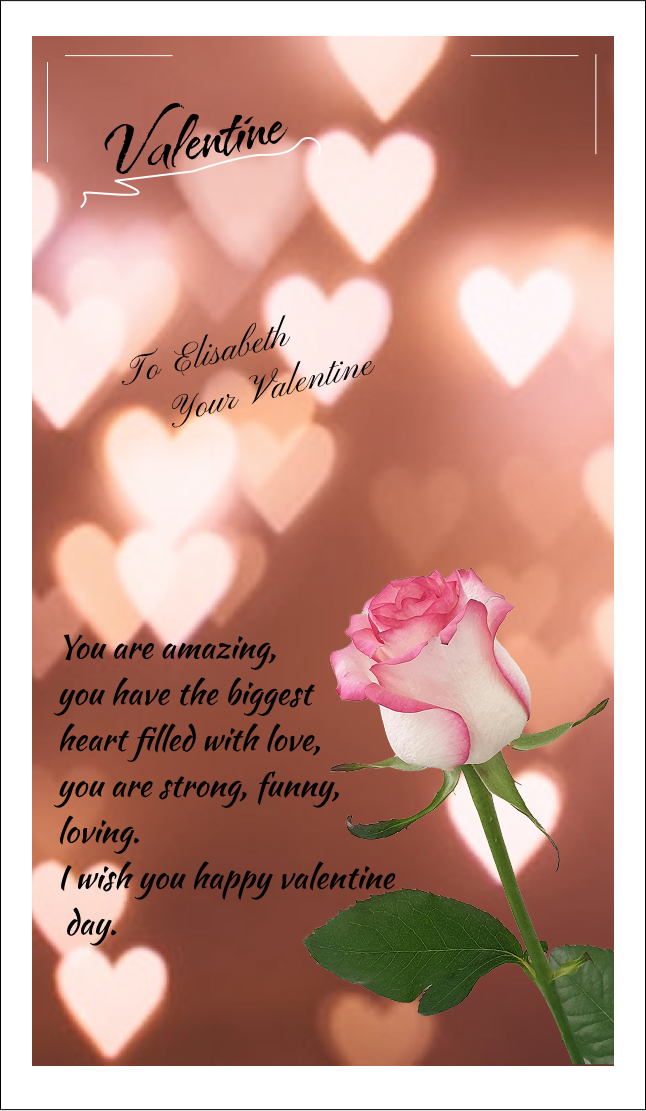 Valentine
To Elisabeth
Your Valentine
You are amazing,
you have the biggest
heart filled with love,
you are strong, funny,
loving.
I wish you happy valentine
day.